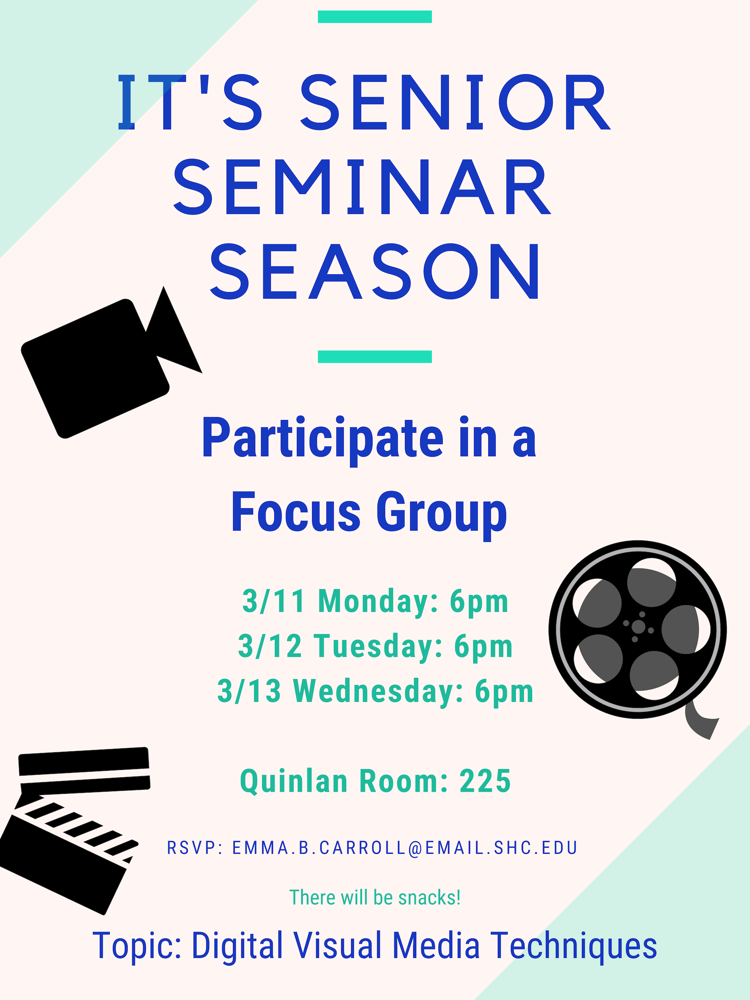 IT'S SENIOR
SEMINAR
SEASON
Participate in a
Focus Group
3/11 Monday: 6pm
3/12 Tuesday: 6pm
3/13 Wednesday: 6pm
Quinlan Room: 225
RSVP: EMMA.B.CARROLL@EMAIL.SHC.EDU
There will be snacks!
Topic: Digital Visual Media Techniques